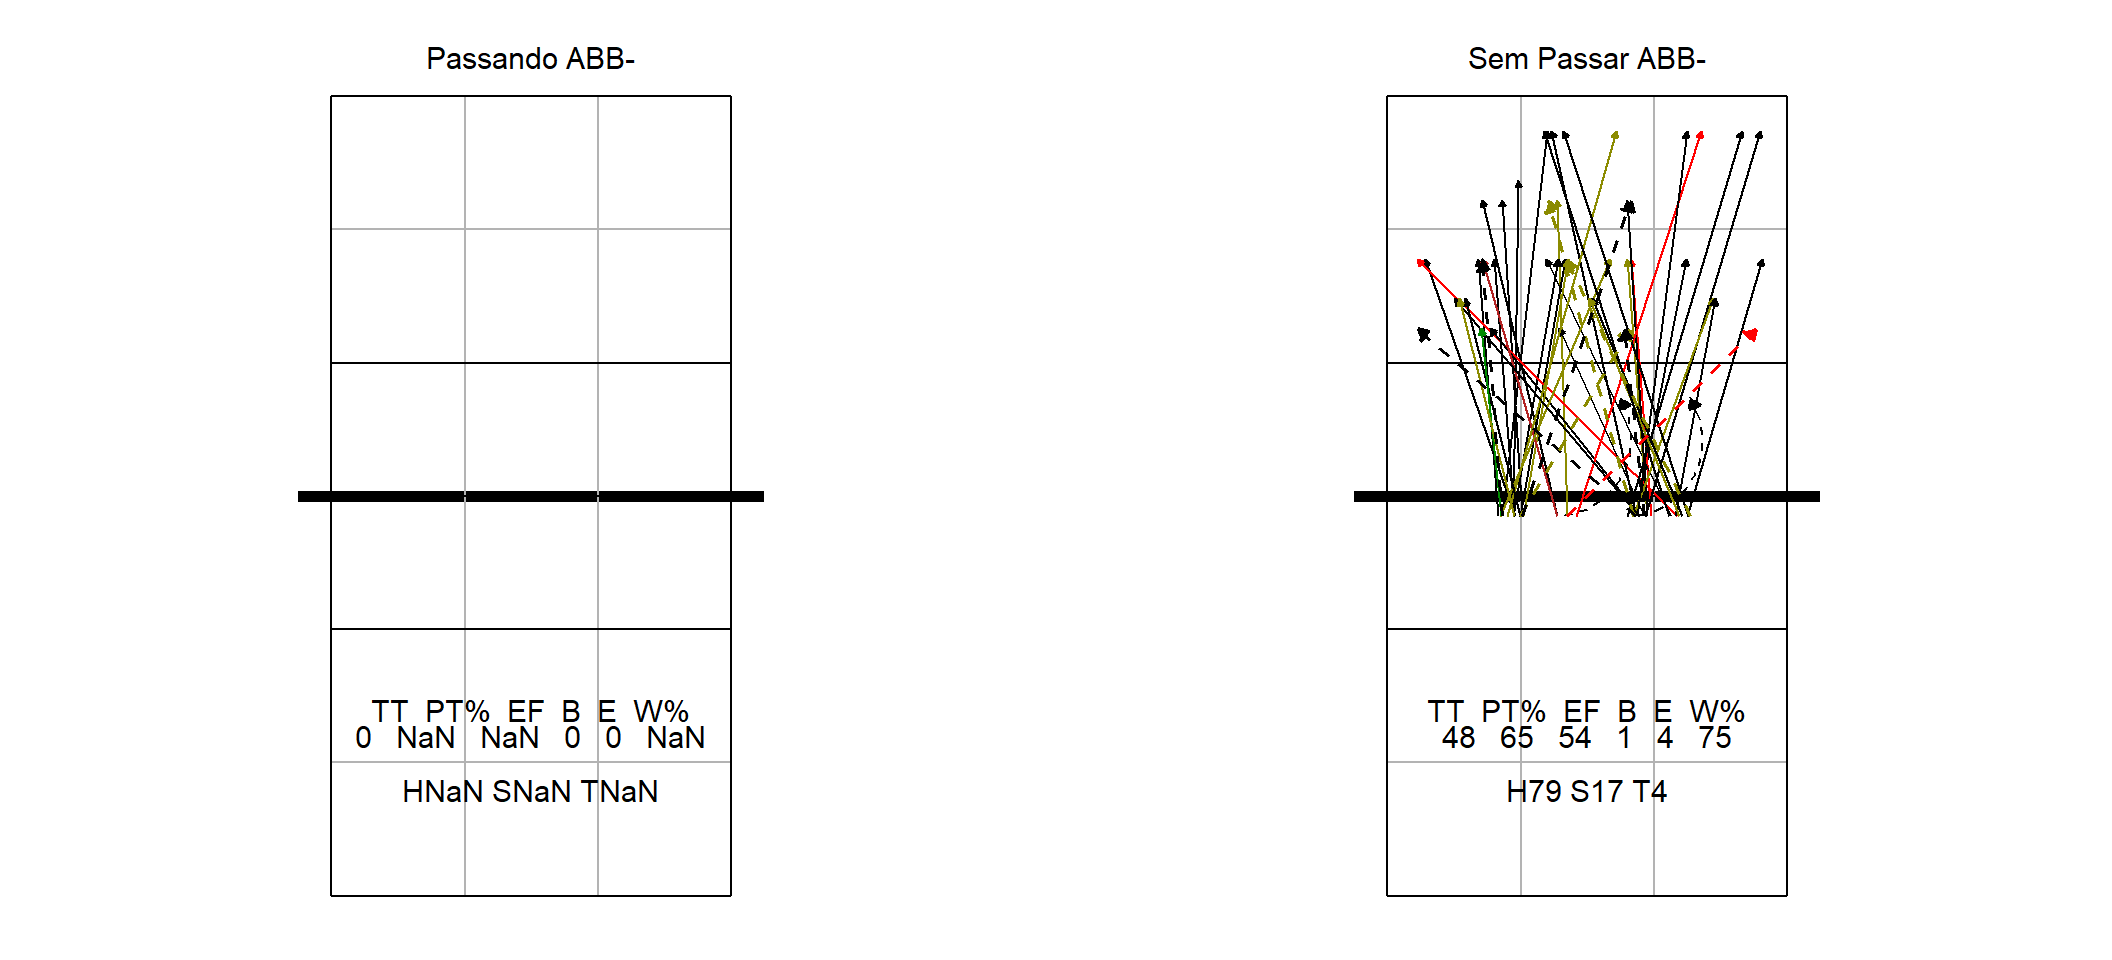 Passando ABB-
TT PT% EF B E W%
0 NaN NaN 0 0 NaN
HNaN SNaN TNaN
Sem Passar ABB-
TT PT% EF B E W%
48 65 54 1 4 75
H79 S17 T4